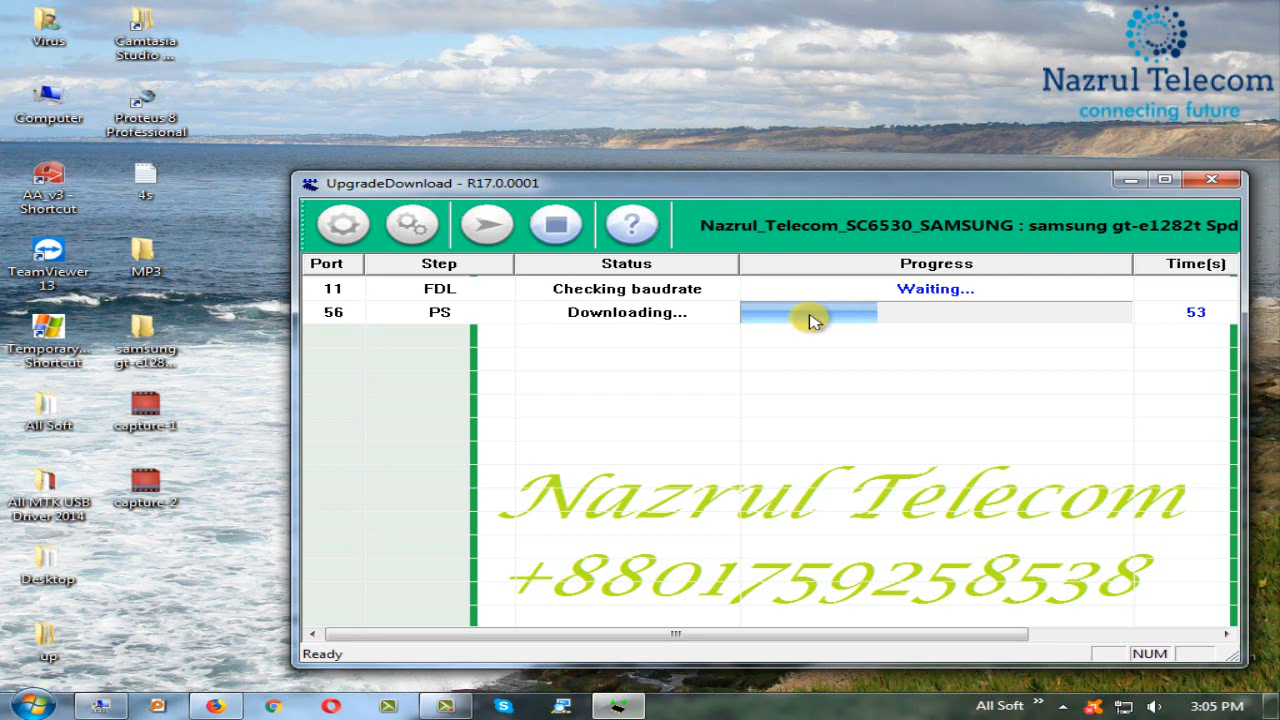 Virus
Camtasia
Studio ...
Computer
Proteus 8
Professional
AA_v3 -
Shortcut
4s
TeamViewer
13
MP3
Temporary...
- Shortcut
samsung
gt-e128...
All Soft
capture-1
All MTK USB
Driver 2014
capture-2
Desktop
up
Nazrul Telecom
connecting future
UpgradeDownload - R17.0.0001
Nazrul_Telecom_SC6530_SAMSUNG : samsung gt-e1282t Spd
Port Step Status Progress Time(s)
11 FDL Checking baudrate Waiting...
56 PS Downloading... 53
Nazrul Telecom
+8801759258538
Ready NUM
All Soft 3:05 PM